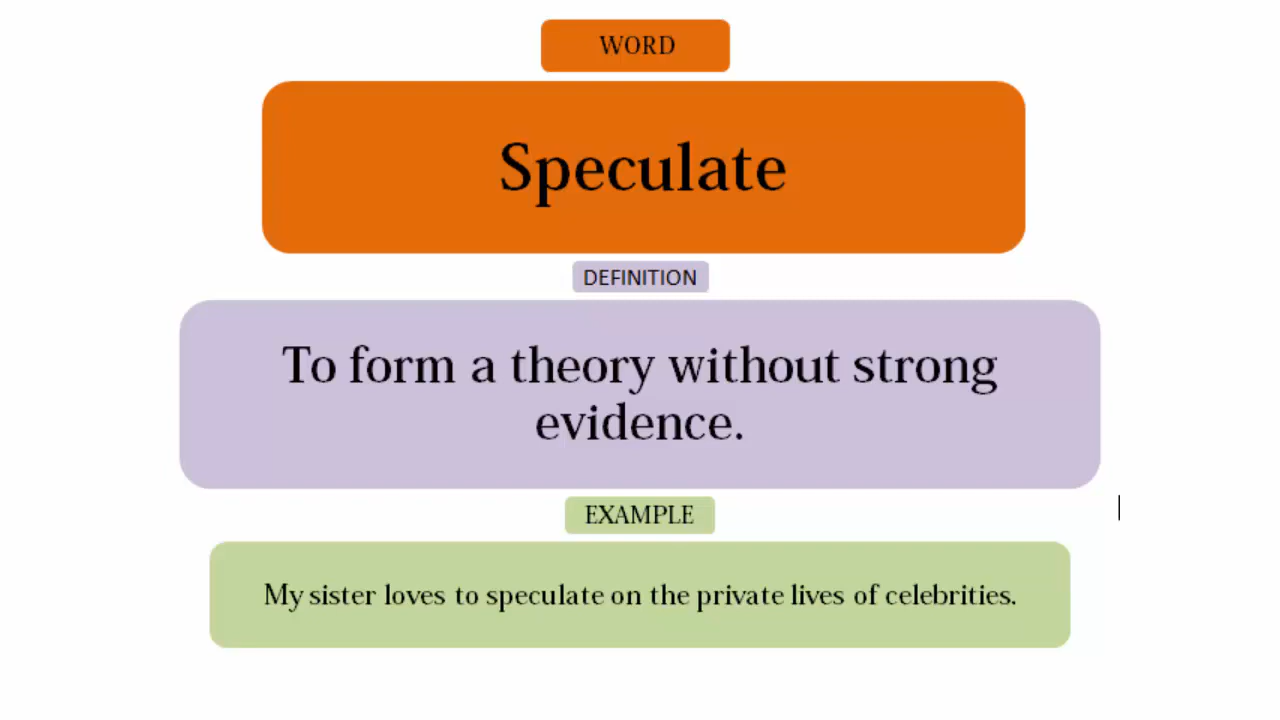 WORD
Speculate
DEFINITION
To form a theory without strong
evidence.
EXAMPLE
My sister loves to speculate on the private lives of celebrities.